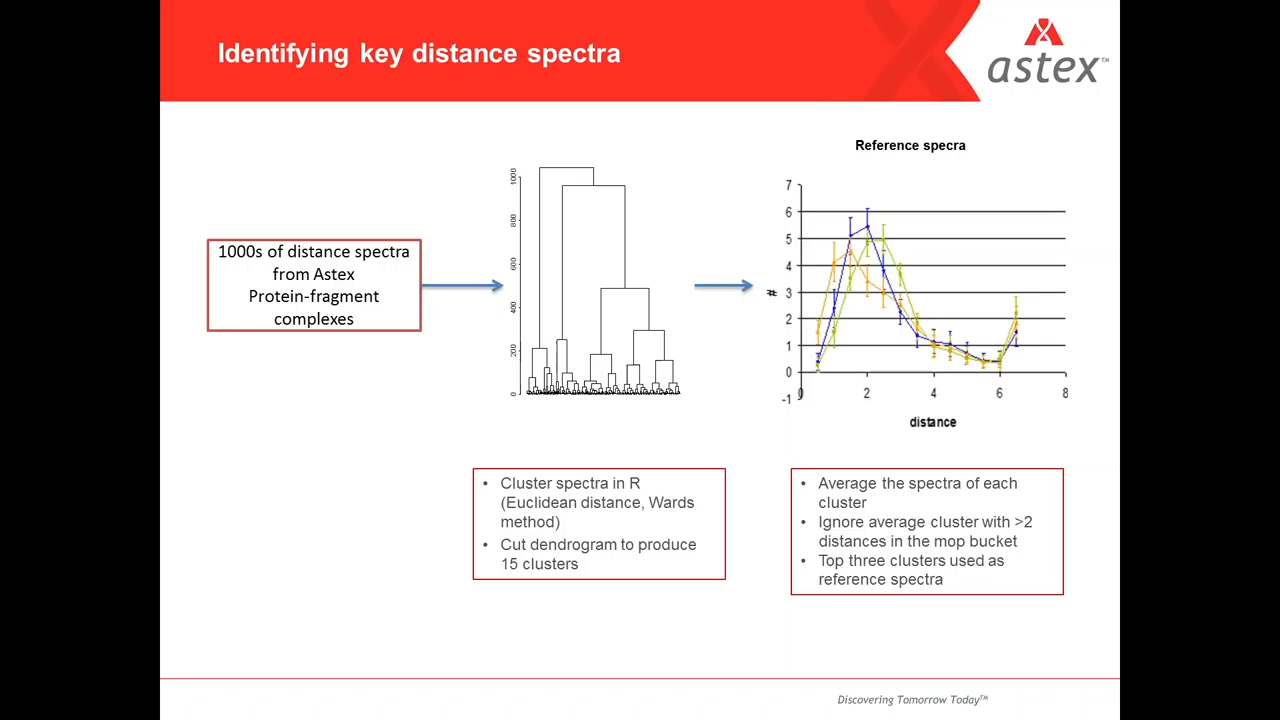 Identifying key distance spectra
astex™
Reference specra
1000s of distance spectra
from Astex
Protein-fragment
complexes
1000
800
600
400
200
0
7
6
5
4
3
2
1
0
-1
#
0 2 4 6 8
distance
• Cluster spectra in R
(Euclidean distance, Wards
method)
• Cut dendrogram to produce
15 clusters
• Average the spectra of each
cluster
• Ignore average cluster with >2
distances in the mop bucket
• Top three clusters used as
reference spectra
Discovering Tomorrow Today™